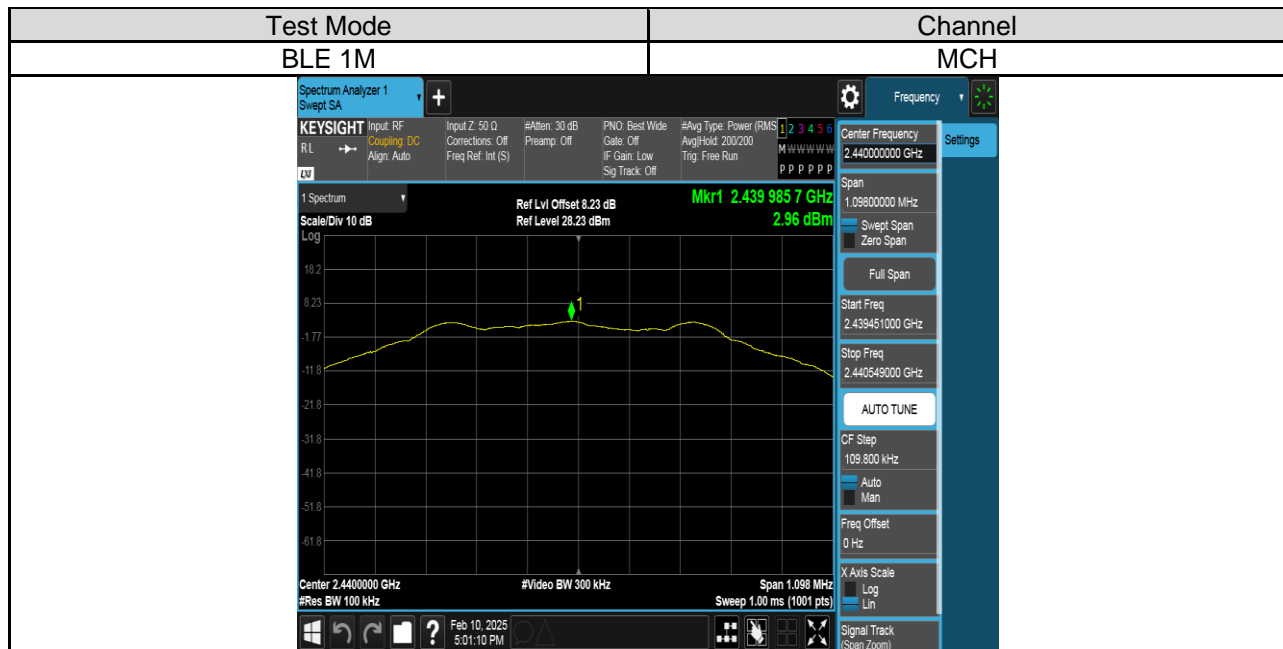 Test Mode Channel
BLE 1M MCH
Spectrum Analyzer 1
Swept SA
+
Frequency
KEYSIGHT
RL
LXI
Input: RF
Coupling: DC
Align: Auto
Input Z: 50 Ω
Corrections: Off
Freq Ref: Int (S)
#Atten: 30 dB
Preamp: Off
PNO: Best Wide
Gate: Off
IF Gain: Low
Sig Track: Off
#Avg Type: Power (RMS
Avg|Hold: 200/200
Trig: Free Run
1 2 3 4 5 6
M W W W W W
P P P P P P
1 Spectrum
Scale/Div 10 dB
Log
Ref Lvl Offset 8.23 dB
Ref Level 28.23 dBm
Mkr1 2.439 985 7 GHz
2.96 dBm
18.2
8.23
-1.77
-11.8
-21.8
-31.8
-41.8
-51.8
-61.8
1
Center 2.4400000 GHz
#Res BW 100 kHz
#Video BW 300 kHz
Span 1.098 MHz
Sweep 1.00 ms (1001 pts)
?
Feb 10, 2025
5:01:10 PM
Center Frequency
2.440000000 GHz
Span
1.09800000 MHz
Swept Span
Zero Span
Full Span
Start Freq
2.439451000 GHz
Stop Freq
2.440549000 GHz
AUTO TUNE
CF Step
109.800 kHz
Auto
Man
Freq Offset
0 Hz
X Axis Scale
Log
Lin
Signal Track
(Span Zoom)
Settings